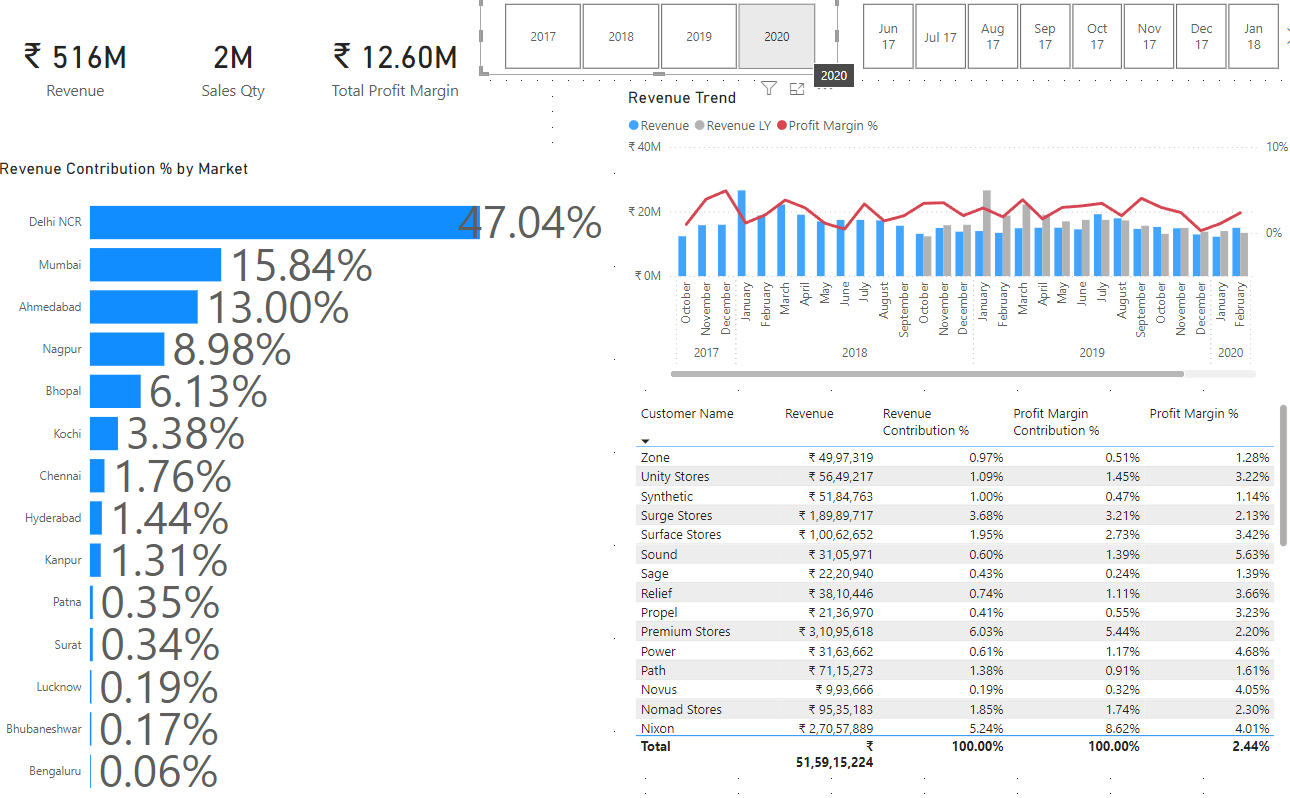 ₹ 516M
Revenue
2M
Sales Qty
₹ 12.60M
Total Profit Margin
2017
2018
2019
2020
2020
Jun
17
Jul 17
Aug
17
Sep
17
Oct
17
Nov
17
Dec
17
Jan
18
Revenue Contribution % by Market
Delhi NCR 47.04%
Mumbai 15.84%
Ahmedabad 13.00%
Nagpur 8.98%
Bhopal 6.13%
Kochi 3.38%
Chennai 1.76%
Hyderabad 1.44%
Kanpur 1.31%
Patna 0.35%
Surat 0.34%
Lucknow 0.19%
Bhubaneshwar 0.17%
Bengaluru 0.06%
Revenue Trend
Revenue Revenue LY Profit Margin %
₹ 40M 10%
₹ 20M
0%
₹ 0M
October
November
December
January
February
March
April
May
June
July
August
September
October
November
December
January
February
March
April
May
June
July
August
September
October
November
December
January
February
2017 2018 2019 2020
Customer Name Revenue Revenue Contribution % Profit Margin Contribution % Profit Margin %
Zone ₹ 49,97,319 0.97% 0.51% 1.28%
Unity Stores ₹ 56,49,217 1.09% 1.45% 3.22%
Synthetic ₹ 51,84,763 1.00% 0.47% 1.14%
Surge Stores ₹ 1,89,89,717 3.68% 3.21% 2.13%
Surface Stores ₹ 1,00,62,652 1.95% 2.73% 3.42%
Sound ₹ 31,05,971 0.60% 1.39% 5.63%
Sage ₹ 22,20,940 0.43% 0.24% 1.39%
Relief ₹ 38,10,446 0.74% 1.11% 3.66%
Propel ₹ 21,36,970 0.41% 0.55% 3.23%
Premium Stores ₹ 3,10,95,618 6.03% 5.44% 2.20%
Power ₹ 31,63,662 0.61% 1.17% 4.68%
Path ₹ 71,15,273 1.38% 0.91% 1.61%
Novus ₹ 9,93,666 0.19% 0.32% 4.05%
Nomad Stores ₹ 95,35,183 1.85% 1.74% 2.30%
Nixon ₹ 2,70,57,889 5.24% 8.62% 4.01%
Total ₹ 100.00% 100.00% 2.44%
51,59,15,224